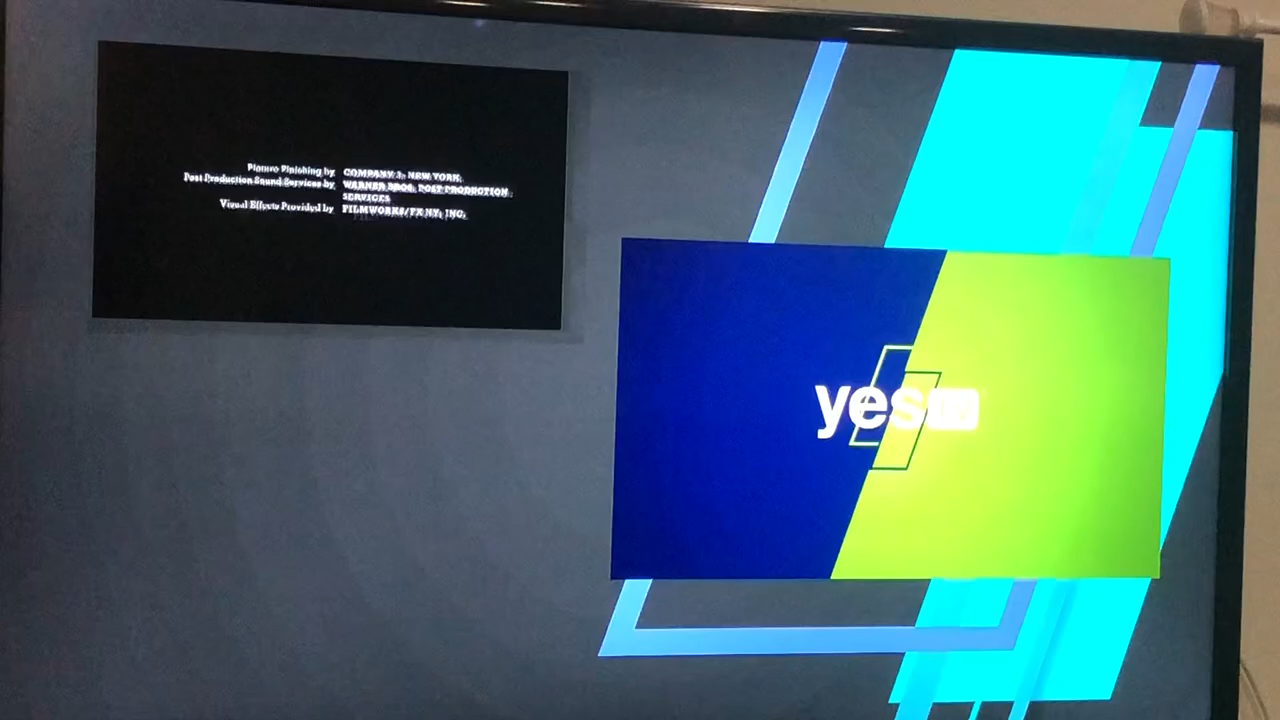 Picture Finishing by COMPANY 3, NEW YORK,
Post Production Sound Services by WARNER BROS. POST PRODUCTION
SERVICES
Visual Effects Provided by FILMWORKS/FX NY, INC.
yes